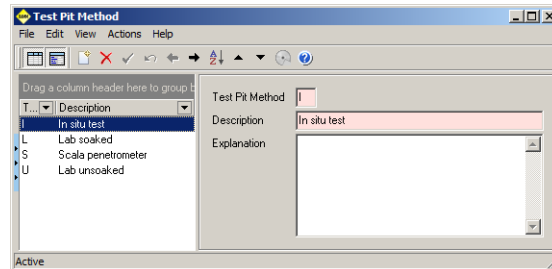 Test Pit Method
File Edit View Actions Help
Drag a column header here to group b
T... Description
I In situ test
L Lab soaked
S Scala penetrometer
U Lab unsoaked
Test Pit Method I
Description In situ test
Explanation
Active